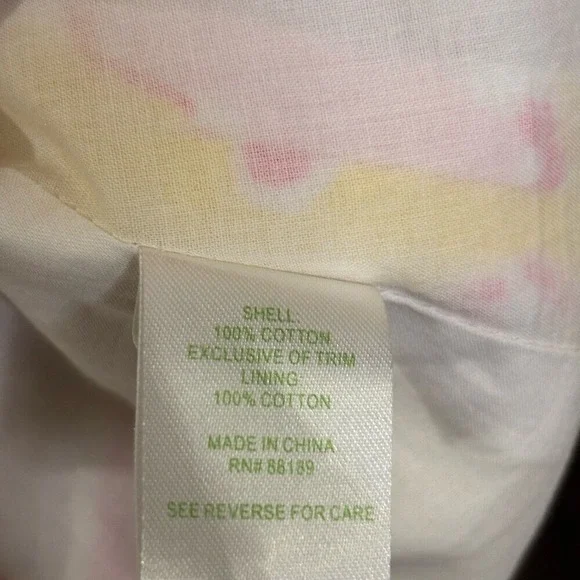 SHELL:
100% COTTON
EXCLUSIVE OF TRIM
LINING:
100% COTTON
MADE IN CHINA
RN# 88189
SEE REVERSE FOR CARE